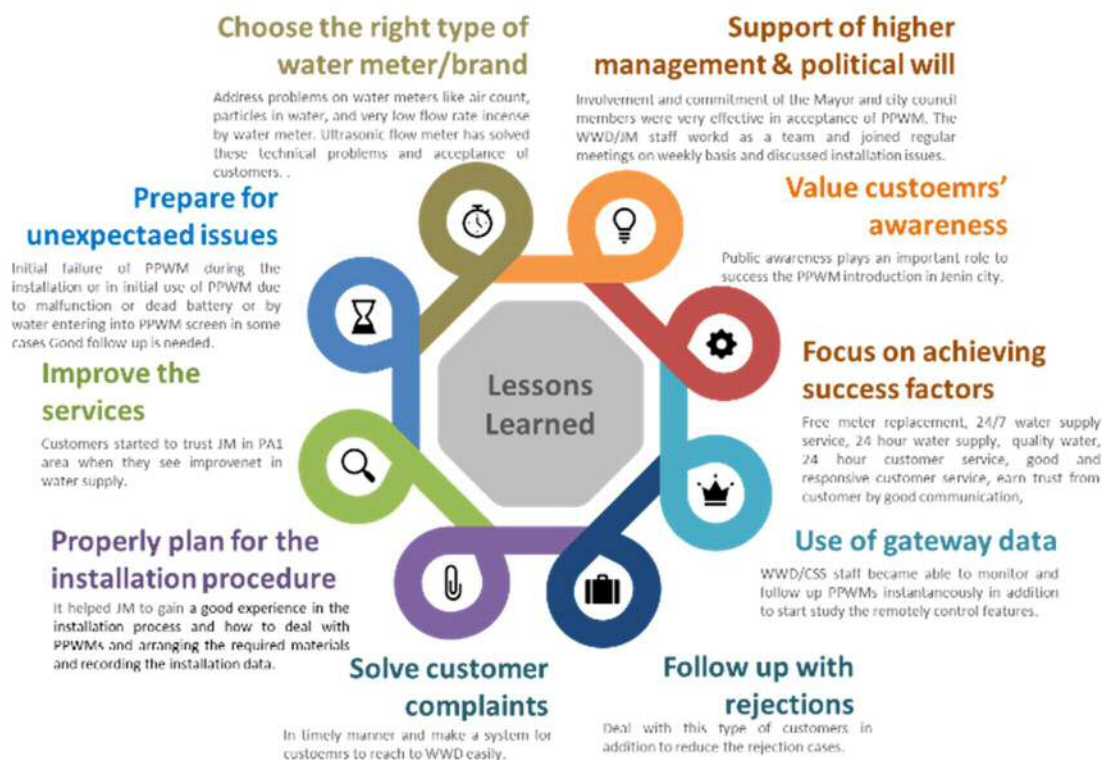 Choose the right type of
water meter/brand
Address problems on water meters like air count,
particles in water, and very low flow rate incense
by water meter. Ultrasonic flow meter has solved
these technical problems and acceptance of
customers. .
Support of higher
management & political will
Involvement and commitment of the Mayor and city council
members were very effective in acceptance of PPWM. The
WWD/JM staff workd as a team and joined regular
meetings on weekly basis and discussed installation issues.
Value custoemrs'
awareness
Public awareness plays an important role to
success the PPWM introduction in Jenin city.
Focus on achieving
success factors
Free meter replacement, 24/7 water supply
service, 24 hour water supply, quality water,
24 hour customer service, good and
responsive customer service, earn trust from
customer by good communication,
Use of gateway data
WWD/CSS staff became able to monitor and
follow up PPWMs instantaneously in addition
to start study the remotely control features.
Follow up with
rejections
Deal with this type of customers in
addition to reduce the rejection cases.
Solve customer
complaints
In timely manner and make a system for
custoemrs to reach to WWD easily.
Properly plan for the
installation procedure
It helped JM to gain a good experience in the
installation process and how to deal with
PPWMs and arranging the required materials
and recording the installation data.
Improve the
services
Customers started to trust JM in PA1
area when they see improvenet in
water supply.
Prepare for
unexpectaed issues
Initial failure of PPWM during the
installation or in initial use of PPWM due
to malfunction or dead battery or by
water entering into PPWM screen in some
cases Good follow up is needed.
Lessons
Learned